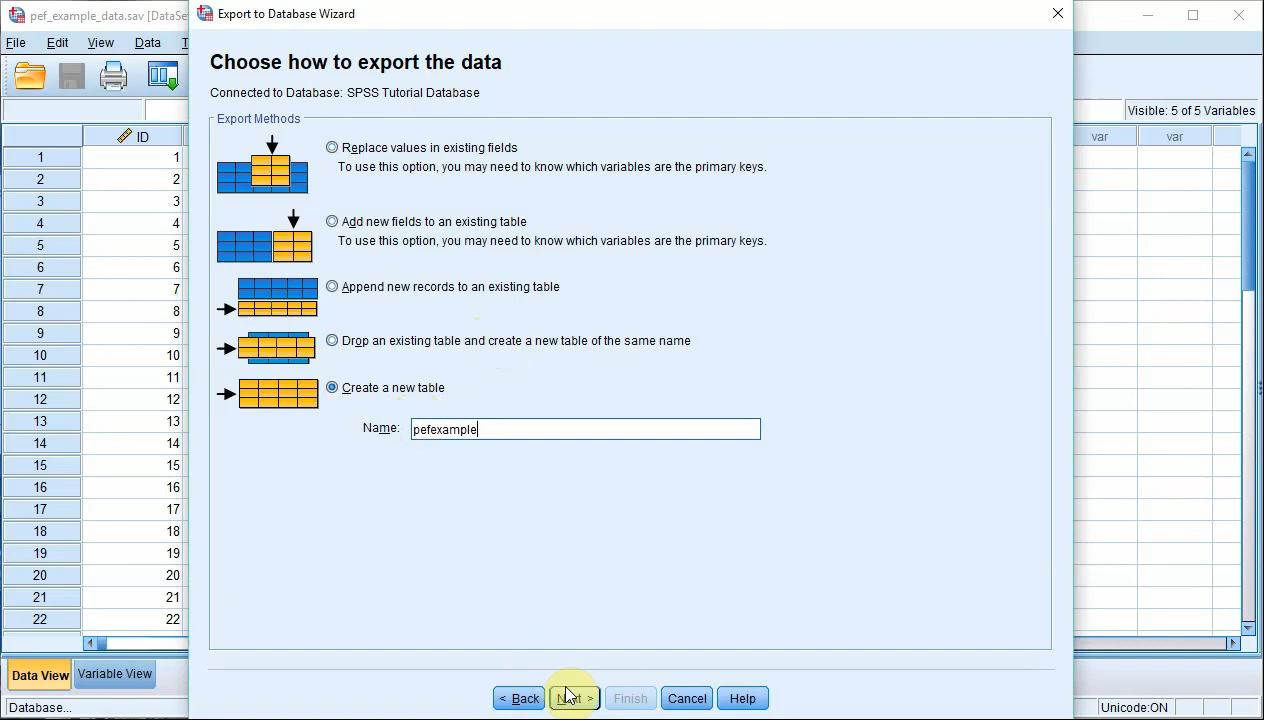 pef_example_data.sav [DataSe
Export to Database Wizard
File Edit View Data T
Choose how to export the data
Connected to Database: SPSS Tutorial Database
Visible: 5 of 5 Variables
Export Methods
ID
var var
Replace values in existing fields
To use this option, you may need to know which variables are the primary keys.
Add new fields to an existing table
To use this option, you may need to know which variables are the primary keys.
Append new records to an existing table
Drop an existing table and create a new table of the same name
Create a new table
Name: pefexample
1 1
2 2
3 3
4 4
5 5
6 6
7 7
8 8
9 9
10 10
11 11
12 12
13 13
14 14
15 15
16 16
17 17
18 18
19 19
20 20
21 21
22 22
Data View Variable View
< Back >
Finish Cancel Help
Database...
Unicode:ON